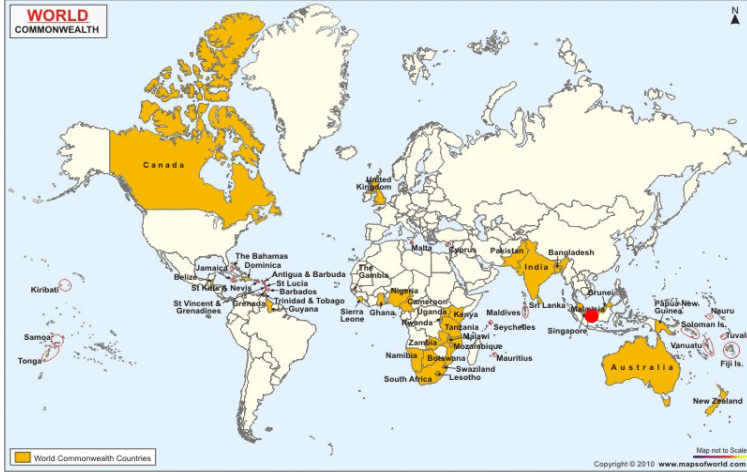 WORLD
COMMONWEALTH
N
Canada
United
Kingdom
Malta
Cyprus
Pakistan
Bangladesh
India
The Bahamas
Jamaica
Dominica
Belize
Antigua & Barbuda
St Kitts & Nevis
St Lucia
Barbados
St Vincent &
Grenadines
Grenada
Trinidad & Tobago
Guyana
The
Gambia
Sierra
Leone
Ghana
Nigeria
Cameroon
Uganda
Kenya
Rwanda
Tanzania
Malawi
Zambia
Mozambique
Namibia
Botswana
Swaziland
South Africa
Lesotho
Maldives
Sri Lanka
Seychelles
Mauritius
Brunei
Malaysia
Singapore
Papua New
Guinea
Nauru
Soloman Is.
Tuvalu
Vanuatu
Fiji Is.
Australia
New Zealand
Kiribati
Samoa
Tonga
World Commonwealth Countries
Map not to Scale
Copyright © 2010 www.mapsofworld.com